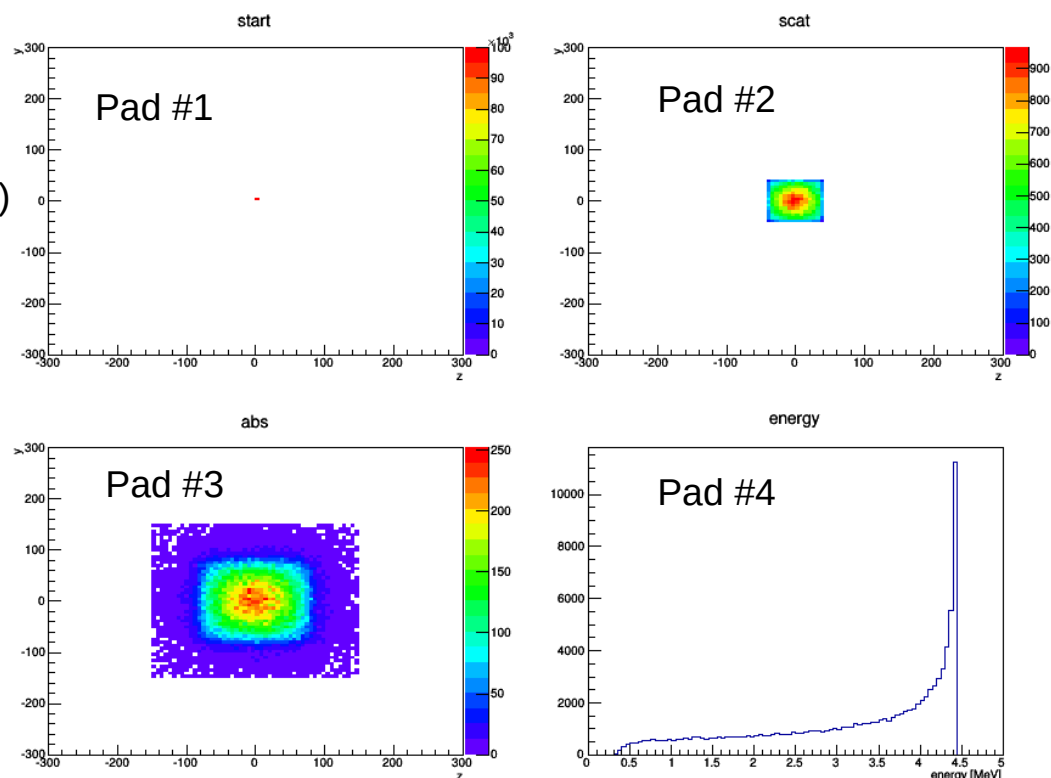 start
y
300
200
100
0
-100
-200
-300
-300 -200 -100 0 100 200 300
z
×10³
100
90
80
70
60
50
40
30
20
10
0
Pad #1
)
scat
y
300
200
100
0
-100
-200
-300
-300 -200 -100 0 100 200 300
z
900
800
700
600
500
400
300
200
100
0
Pad #2
abs
y
300
200
100
0
-100
-200
-300
-300 -200 -100 0 100 200 300
z
250
200
150
100
50
0
Pad #3
energy
10000
8000
6000
4000
2000
0
0 0.5 1 1.5 2 2.5 3 3.5 4 4.5 5
energy [MeV]
Pad #4